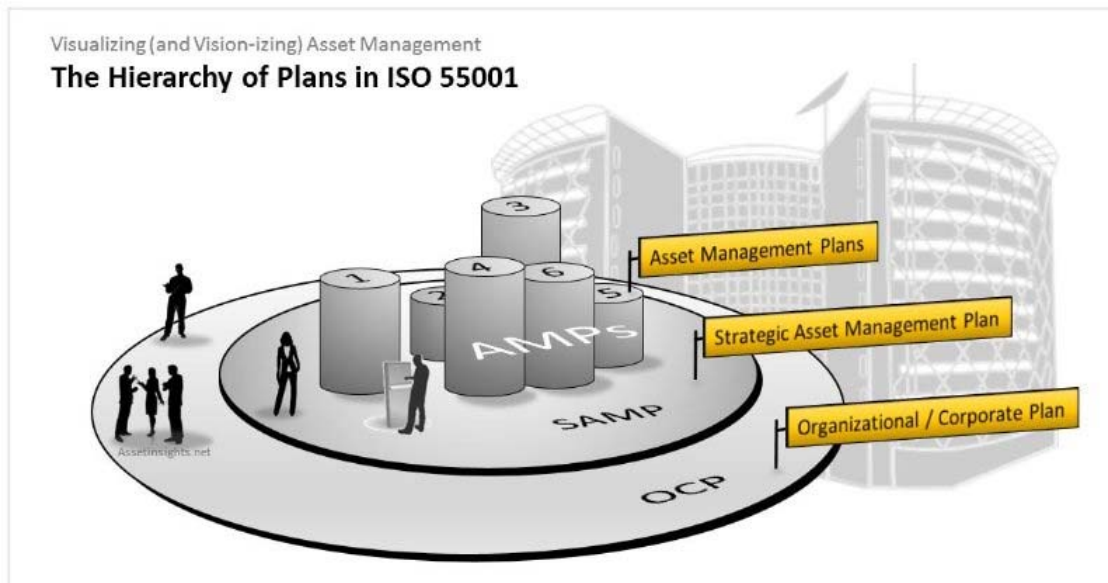 Visualizing (and Vision-izing) Asset Management
The Hierarchy of Plans in ISO 55001
3
Asset Management Plans
1
4
6
2
5
AMPs
Strategic Asset Management Plan
SAMP
Organizational / Corporate Plan
Assetinsights.net
OCP